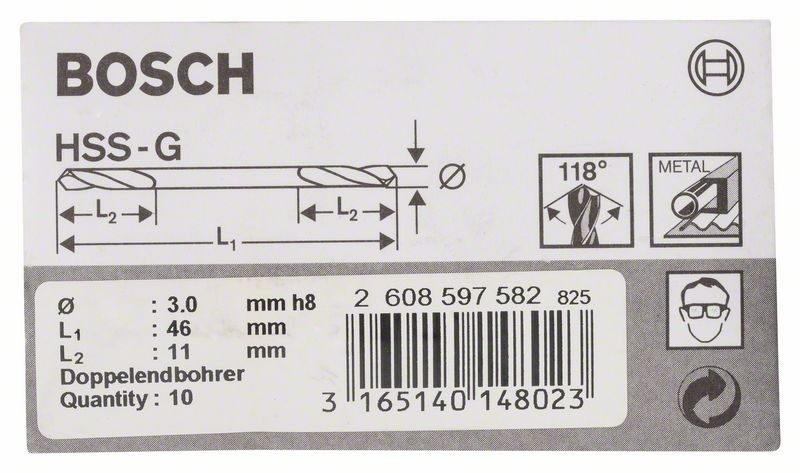 BOSCH
HSS-G
Ø
L2
L2
L1
118°
METAL
Ø : 3.0 mm h8
L1 : 46 mm
L2 : 11 mm
Doppelendbohrer
Quantity : 10
2 608 597 582 825
3 165140 148023